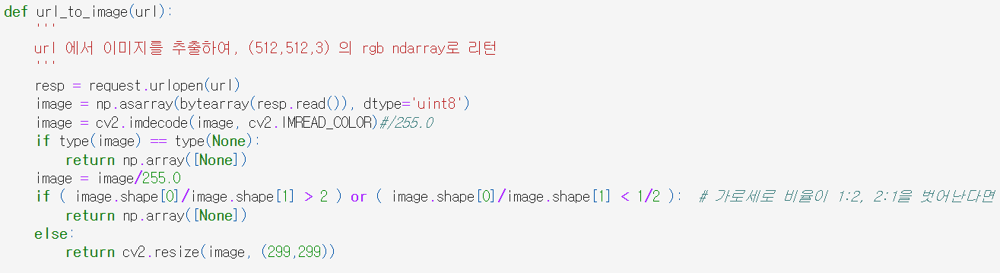 def url_to_image(url):
    '''
    url 에서 이미지를 추출하여, (512,512,3) 의 rgb ndarray로 리턴
    '''
    resp = request.urlopen(url)
    image = np.asarray(bytearray(resp.read()), dtype='uint8')
    image = cv2.imdecode(image, cv2.IMREAD_COLOR)#/255.0
    if type(image) == type(None):
        return np.array([None])
    image = image/255.0
    if ( image.shape[0]/image.shape[1] > 2 ) or ( image.shape[0]/image.shape[1] < 1/2 ):  # 가로세로 비율이 1:2, 2:1을 벗어난다면
        return np.array([None])
    else:
        return cv2.resize(image, (299,299))